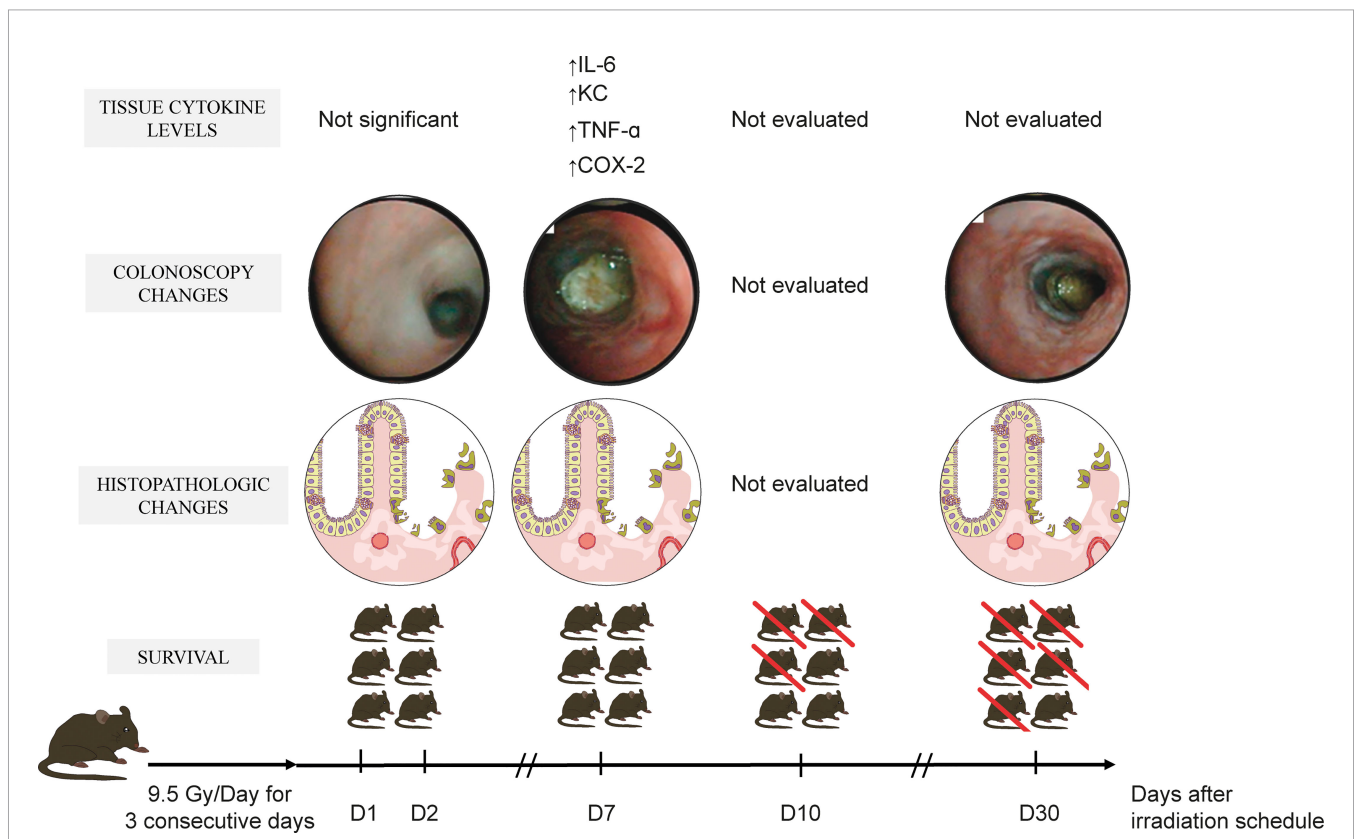 ↑IL-6
↑KC
↑TNF-α
↑COX-2
TISSUE CYTOKINE
LEVELS
Not significant
Not evaluated
Not evaluated
COLONOSCOPY
CHANGES
Not evaluated
HISTOPATHOLOGIC
CHANGES
Not evaluated
SURVIVAL
9.5 Gy/Day for
3 consecutive days
D1
D2
D7
D10
D30
Days after
irradiation schedule